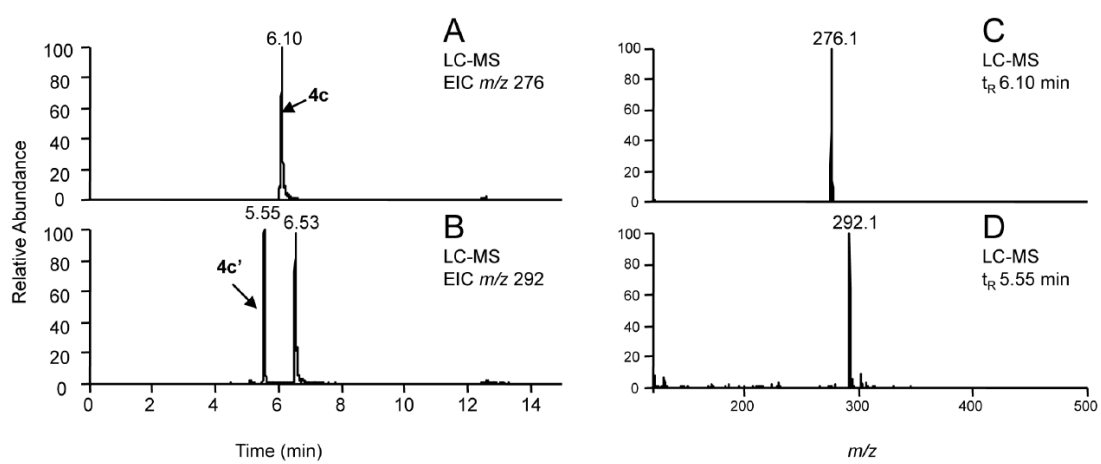 A
LC-MS
EIC m/z 276
6.10
4c
100
80
60
40
20
0
B
LC-MS
EIC m/z 292
5.55
6.53
4c’
100
80
60
40
20
0
0 2 4 6 8 10 12 14
Time (min)
Relative Abundance
C
LC-MS
tR 6.10 min
276.1
100
80
60
40
20
0
D
LC-MS
tR 5.55 min
292.1
100
80
60
40
20
0
200 300 400 500
m/z